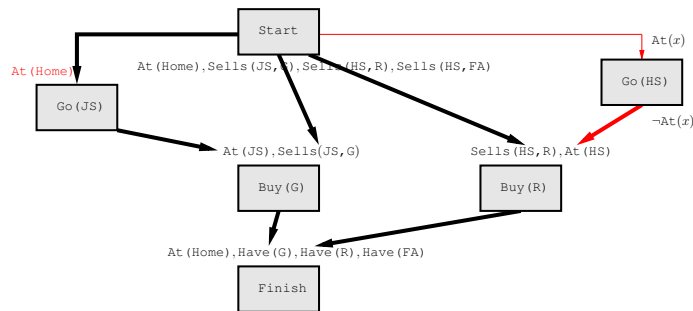 Start
At(x)
At(Home),Sells(JS,G),Sells(HS,R),Sells(HS,FA)
At(Home)
Go(HS)
Go(JS)
¬At(x)
At(JS),Sells(JS,G)
Sells(HS,R),At(HS)
Buy(G)
Buy(R)
At(Home),Have(G),Have(R),Have(FA)
Finish